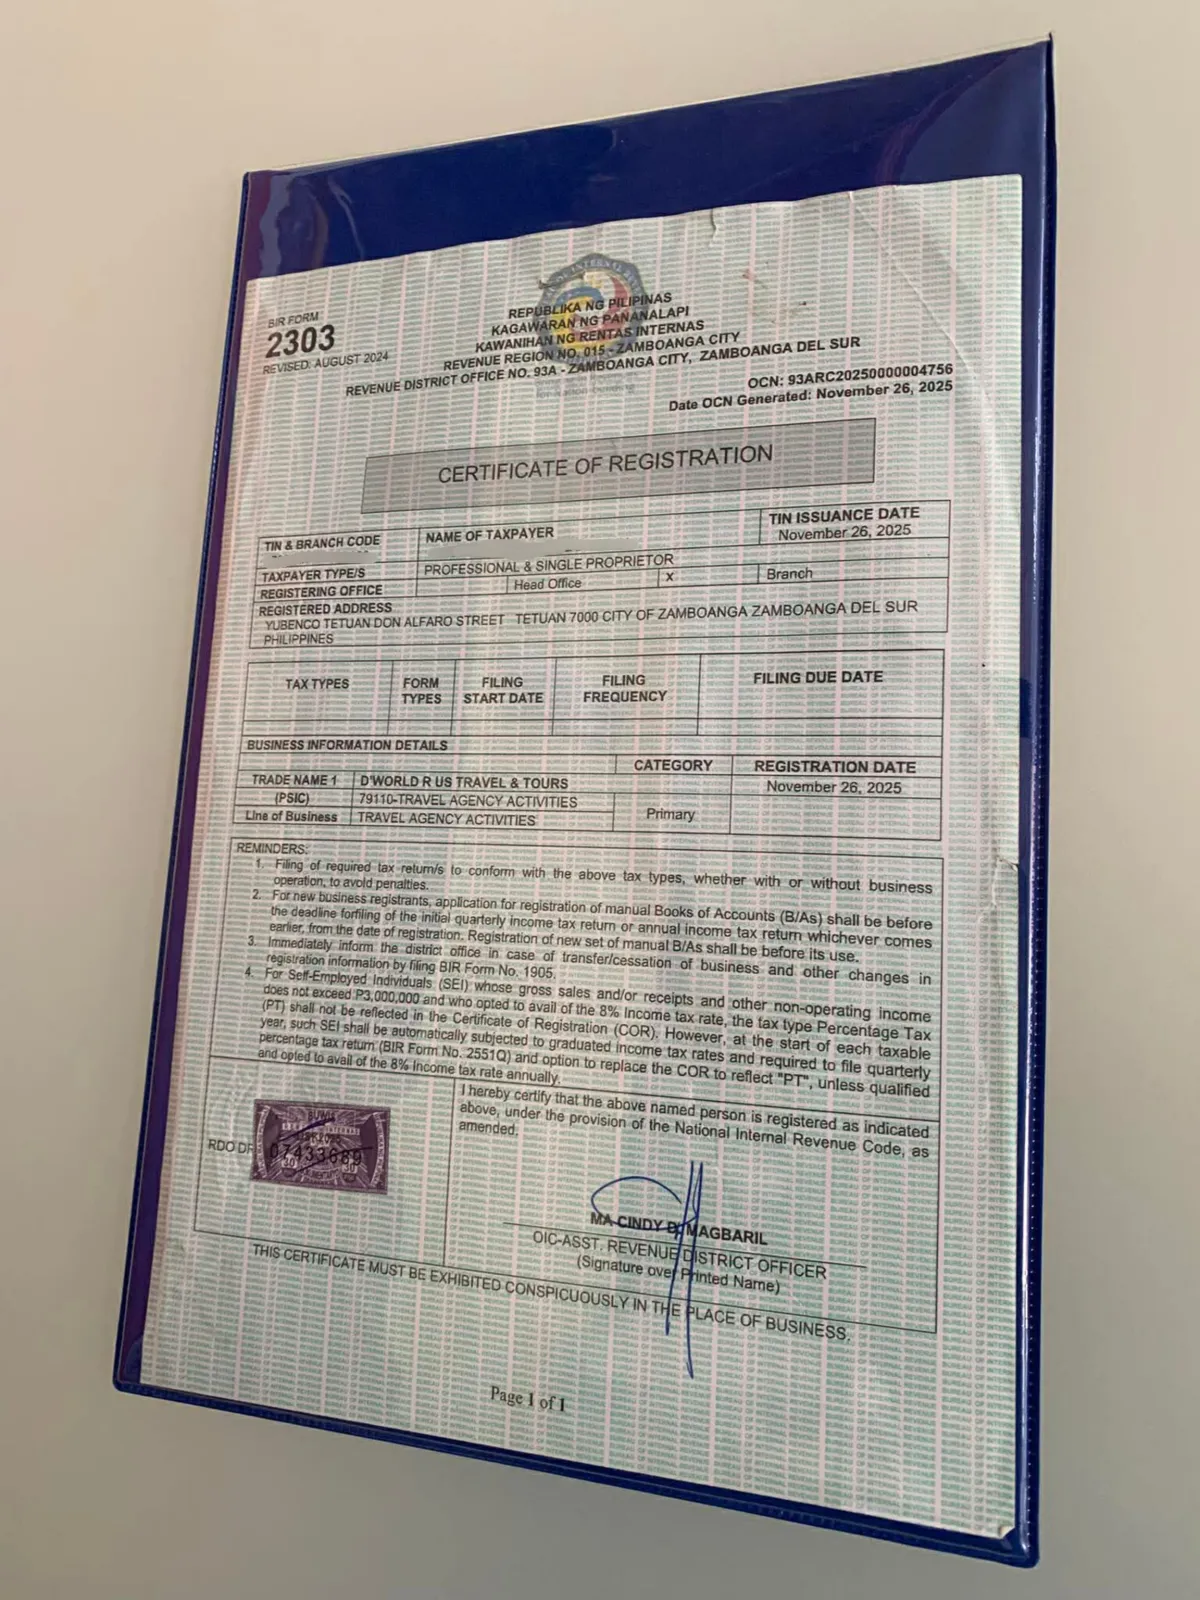 BIR FORM
2303
REVISED: AUGUST 2024
REPUBLIKA NG PILIPINAS
KAGAWARAN NG PANANALAPI
KAWANIHAN NG RENTAS INTERNAS
REVENUE REGION NO. 015 - ZAMBOANGA CITY
REVENUE DISTRICT OFFICE NO. 93A - ZAMBOANGA CITY, ZAMBOANGA DEL SUR
OCN: 93ARC20250000004756
Date OCN Generated: November 26, 2025
CERTIFICATE OF REGISTRATION
TIN & BRANCH CODE
NAME OF TAXPAYER
TIN ISSUANCE DATE
November 26, 2025
TAXPAYER TYPE/S
PROFESSIONAL & SINGLE PROPRIETOR
REGISTERING OFFICE
Head Office
x
Branch
REGISTERED ADDRESS
YUBENCO TETUAN DON ALFARO STREET TETUAN 7000 CITY OF ZAMBOANGA ZAMBOANGA DEL SUR
PHILIPPINES
TAX TYPES
FORM
TYPES
FILING
START DATE
FILING
FREQUENCY
FILING DUE DATE
BUSINESS INFORMATION DETAILS
CATEGORY
REGISTRATION DATE
TRADE NAME 1
D'WORLD R US TRAVEL & TOURS
November 26, 2025
(PSIC)
79110-TRAVEL AGENCY ACTIVITIES
Primary
Line of Business
TRAVEL AGENCY ACTIVITIES
REMINDERS:
1. Filing of required tax return/s to conform with the above tax types, whether with or without business
operation, to avoid penalties.
2. For new business registrants, application for registration of manual Books of Accounts (B/As) shall be before
the deadline forfiling of the initial quarterly income tax return or annual income tax return whichever comes
earlier, from the date of registration. Registration of new set of manual B/As shall be before its use.
3. Immediately inform the district office in case of transfer/cessation of business and other changes in
registration information by filing BIR Form No. 1905.
4. For Self-Employed Individuals (SEI) whose gross sales and/or receipts and other non-operating income
does not exceed P3,000,000 and who opted to avail of the 8% Income tax rate, the tax type Percentage Tax
(PT) shall not be reflected in the Certificate of Registration (COR). However, at the start of each taxable
year, such SEI shall be automatically subjected to graduated income tax rates and required to file quarterly
percentage tax return (BIR Form No. 2551Q) and option to replace the COR to reflect "PT", unless qualified
and opted to avail of the 8% Income tax rate annually.
I hereby certify that the above named person is registered as indicated
above, under the provision of the National Internal Revenue Code, as
amended.
RDO
07433689
30 30
MA CINDY D. MAGBARIL
OIC-ASST. REVENUE DISTRICT OFFICER
(Signature over Printed Name)
THIS CERTIFICATE MUST BE EXHIBITED CONSPICUOUSLY IN THE PLACE OF BUSINESS.
Page 1 of 1